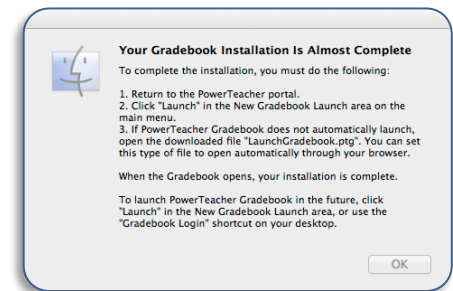 Your Gradebook Installation Is Almost Complete
To complete the installation, you must do the following:
1. Return to the PowerTeacher portal.
2. Click "Launch" in the New Gradebook Launch area on the
main menu.
3. If PowerTeacher Gradebook does not automatically launch,
open the downloaded file "LaunchGradebook.ptg". You can set
this type of file to open automatically through your browser.
When the Gradebook opens, your installation is complete.
To launch PowerTeacher Gradebook in the future, click
"Launch" in the New Gradebook Launch area, or use the
"Gradebook Login" shortcut on your desktop.
OK